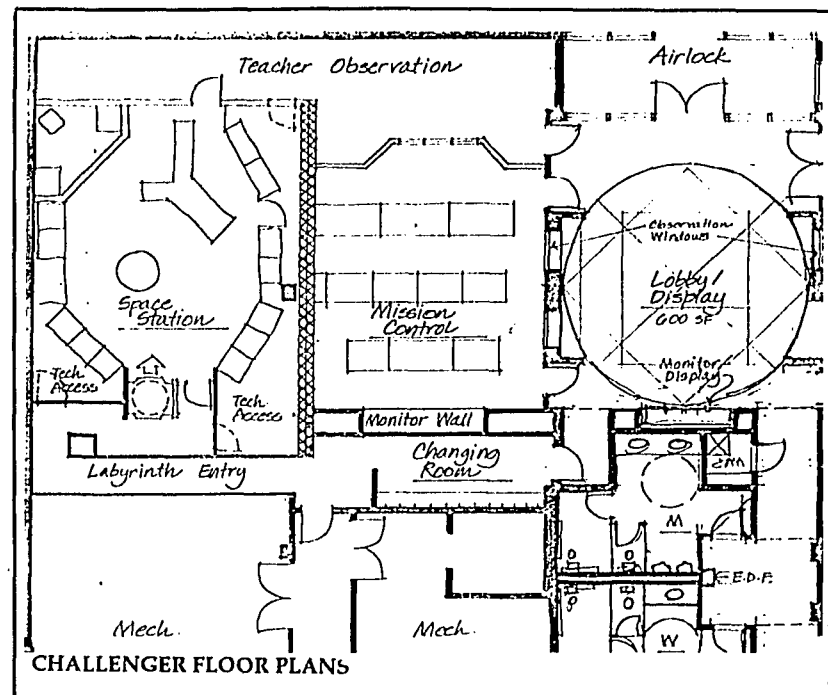 Teacher Observation
Airlock
Observation
Windows
Lobby/
Display
600 SF
Space
Station
Mission
Control
Monitor
Display
Tech
Access
Tech
Access
Monitor Wall
Labyrinth Entry
Changing
Room
M
E.D.F.
Mech.
Mech.
W
CHALLENGER FLOOR PLANS